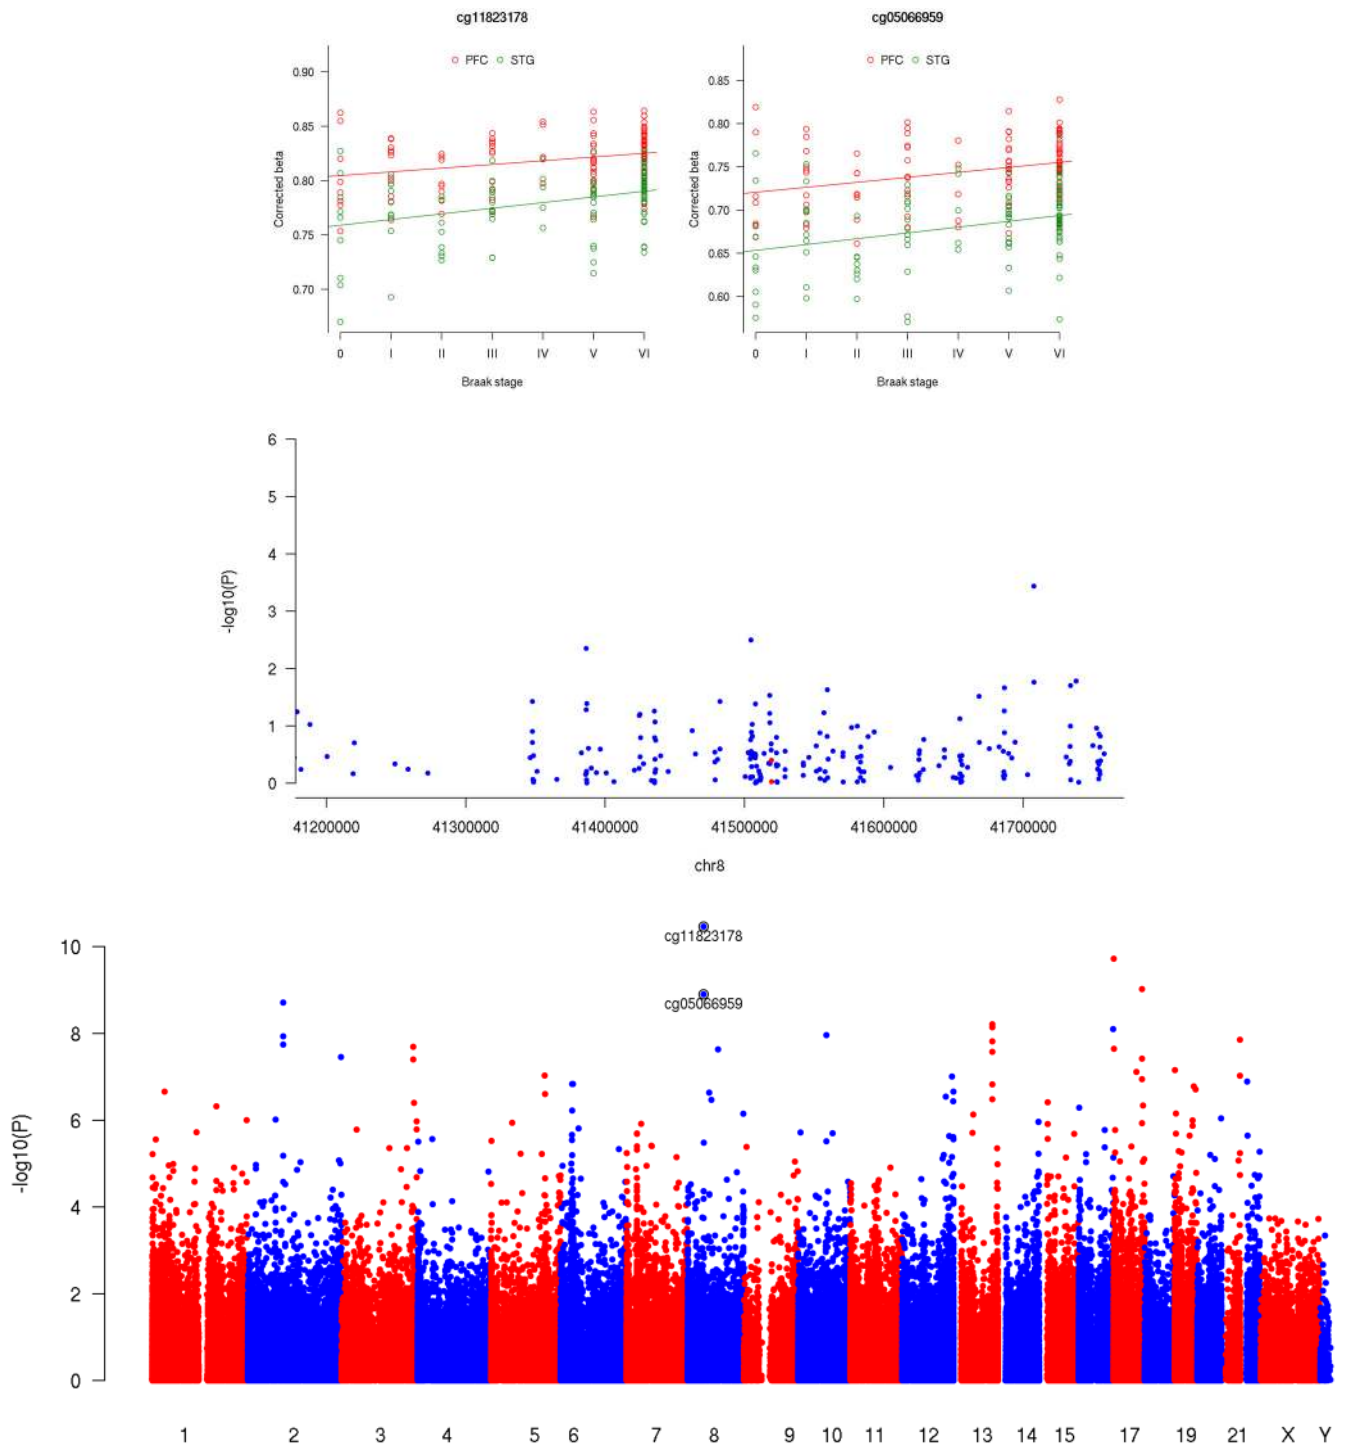 cg11823178
PFC STG
0.90
0.85
0.80
0.75
0.70
Corrected beta
0 I II III IV V VI
Braak stage
cg05066959
PFC STG
0.85
0.80
0.75
0.70
0.65
0.60
Corrected beta
0 I II III IV V VI
Braak stage
6
5
4
3
2
1
0
-log10(P)
41200000 41300000 41400000 41500000 41600000 41700000
chr8
cg11823178
cg05066959
10
8
6
4
2
0
-log10(P)
1 2 3 4 5 6 7 8 9 10 11 12 13 14 15 17 19 21 X Y